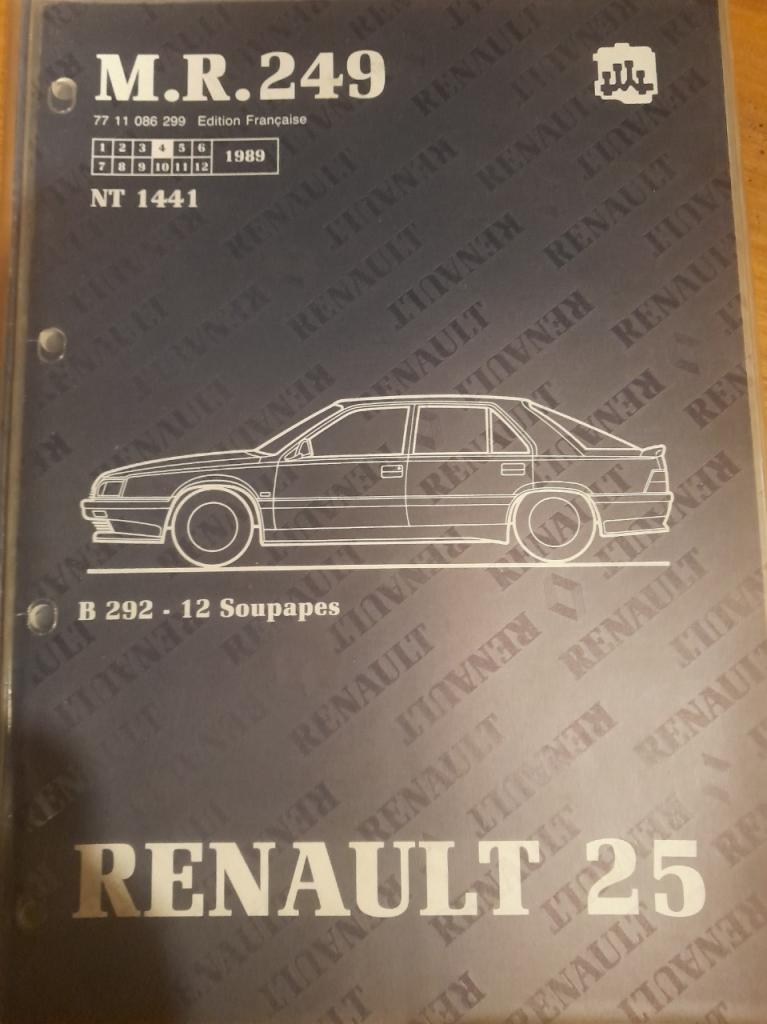 M.R.249
77 11 086 299 Edition Française
1 2 3 4 5 6
7 8 9 10 11 12
1989
NT 1441
B 292 - 12 Soupapes
RENAULT 25